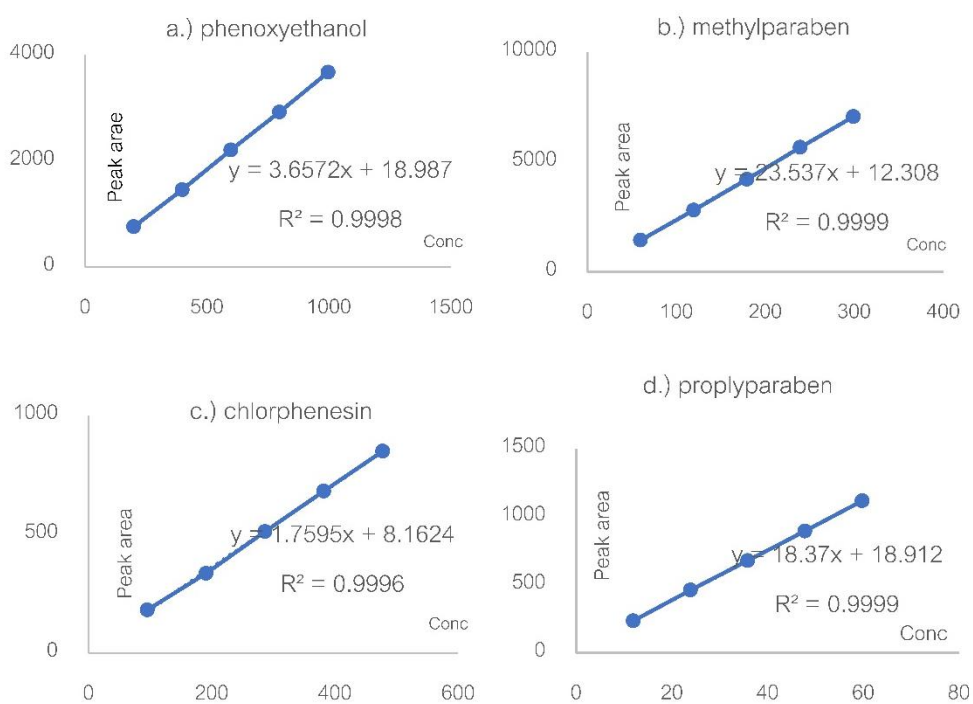 a.) phenoxyethanol
4000
2000
0
Peak arae
y = 3.6572x + 18.987
R² = 0.9998
Conc
0 500 1000 1500
b.) methylparaben
10000
5000
0
Peak area
y = 23.537x + 12.308
R² = 0.9999
Conc
0 100 200 300 400
c.) chlorphenesin
1000
500
0
Peak area
y = 1.7595x + 8.1624
R² = 0.9996
Conc
0 200 400 600
d.) proplyparaben
1500
1000
500
0
Peak area
y = 18.37x + 18.912
R² = 0.9999
Conc
0 20 40 60 80